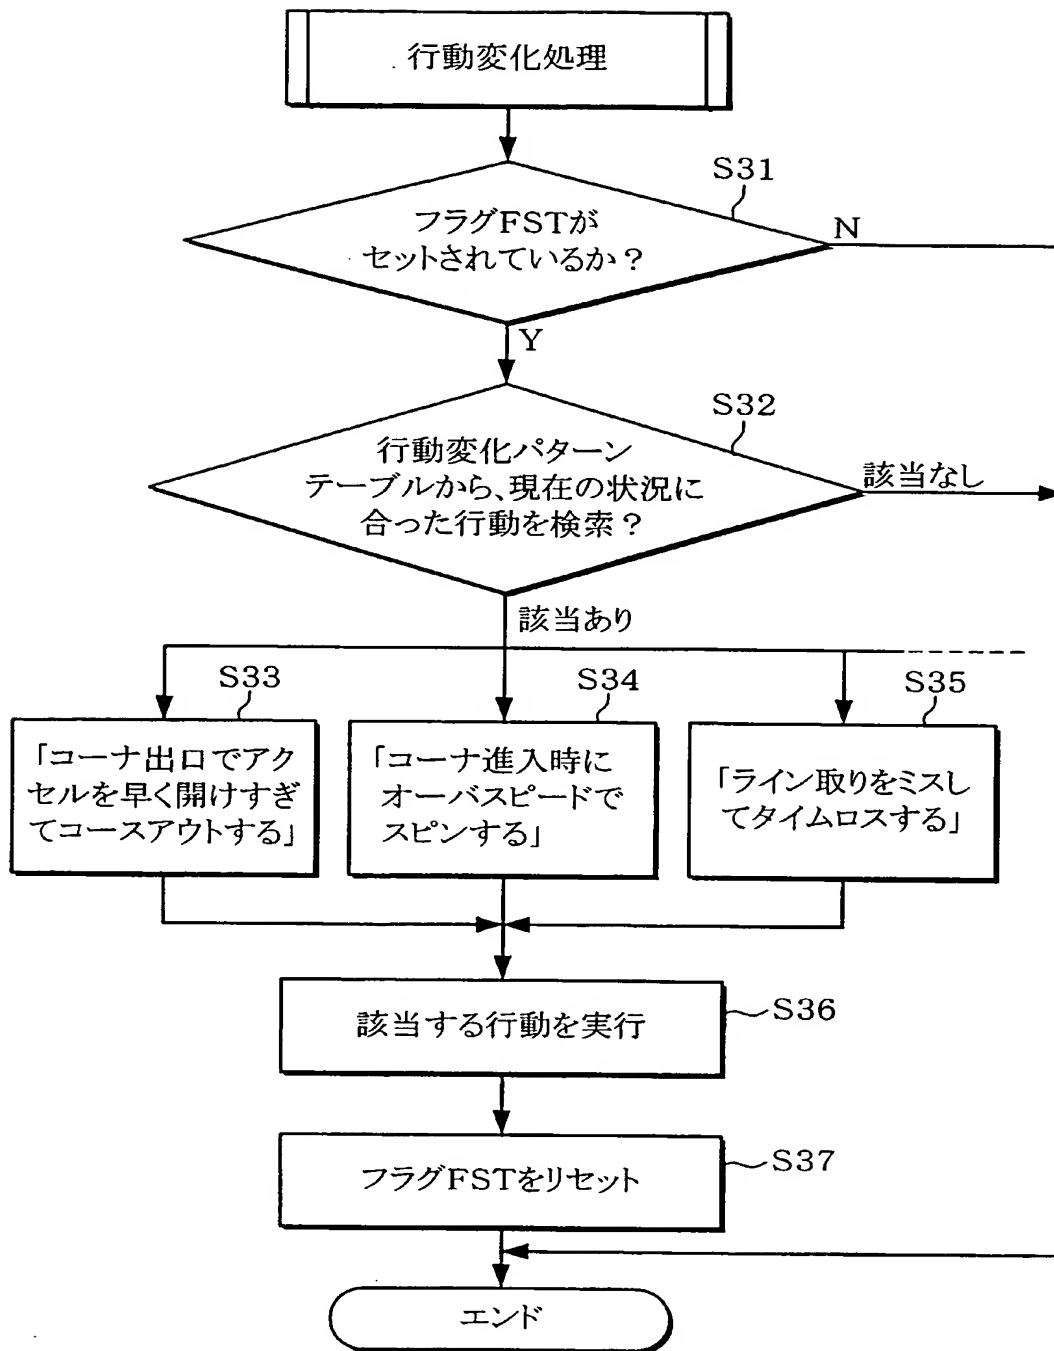 行動変化処理
S31
フラグFSTが
セットされているか？
N
Y
S32
行動変化パターン
テーブルから、現在の状況に
合った行動を検索？
該当なし
該当あり
S33
「コーナ出口でアク
セルを早く開けすぎ
てコースアウトする」
S34
「コーナ進入時に
オーバスピードで
スピンする」
S35
「ライン取りをミスし
てタイムロスする」
該当する行動を実行
S36
フラグFSTをリセット
S37
エンド